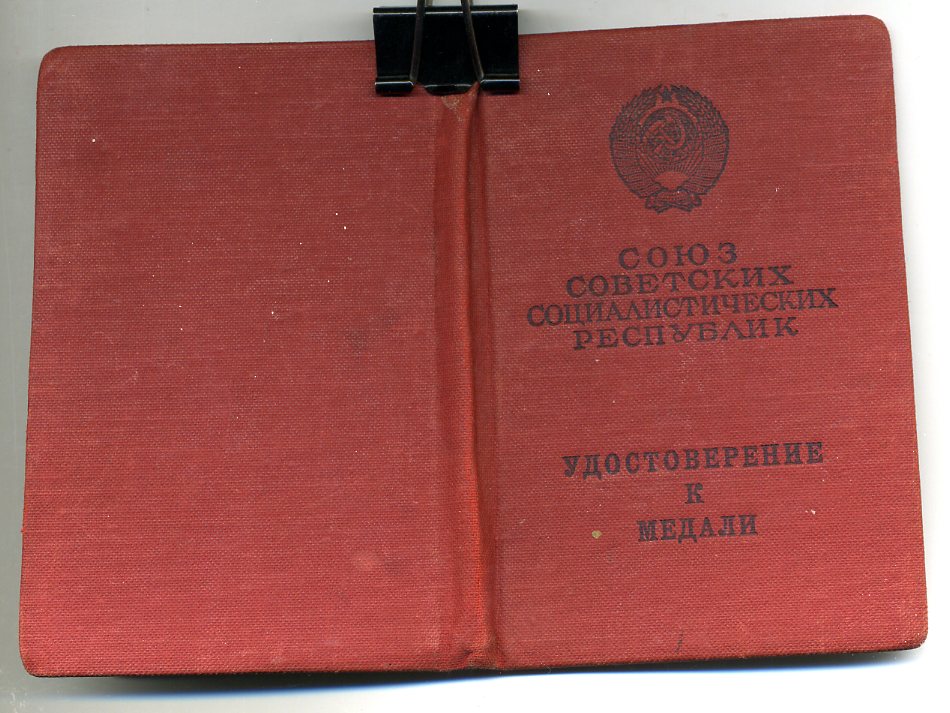 СОЮЗ
СОВЕТСКИХ
СОЦИАЛИСТИЧЕСКИХ
РЕСПУБЛИК
УДОСТОВЕРЕНИЕ
К
МЕДАЛИ